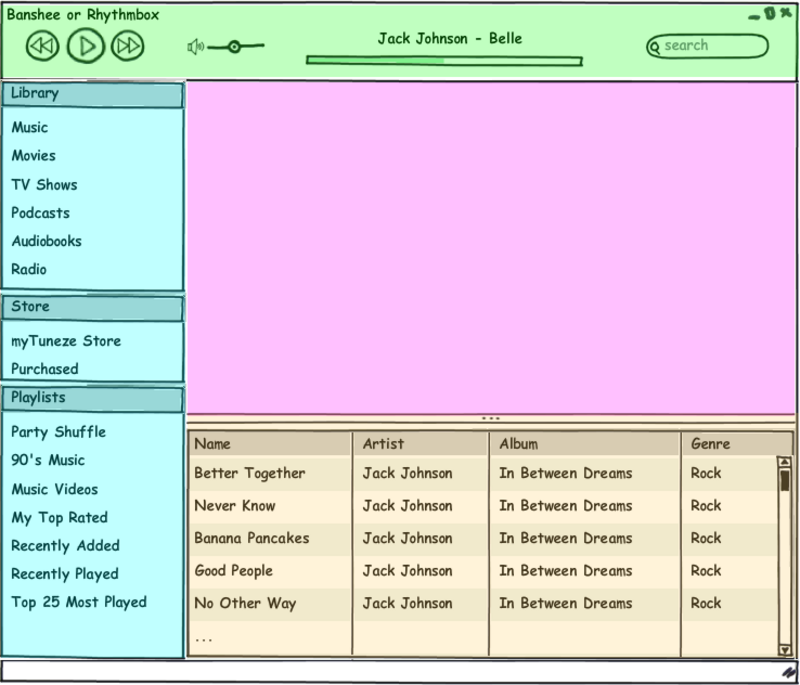 Banshee or Rhythmbox
Jack Johnson - Belle
search
Library
Music
Movies
TV Shows
Podcasts
Audiobooks
Radio
Store
myTuneze Store
Purchased
Playlists
Party Shuffle
90's Music
Music Videos
My Top Rated
Recently Added
Recently Played
Top 25 Most Played
Name Artist Album Genre
Better Together Jack Johnson In Between Dreams Rock
Never Know Jack Johnson In Between Dreams Rock
Banana Pancakes Jack Johnson In Between Dreams Rock
Good People Jack Johnson In Between Dreams Rock
No Other Way Jack Johnson In Between Dreams Rock
...